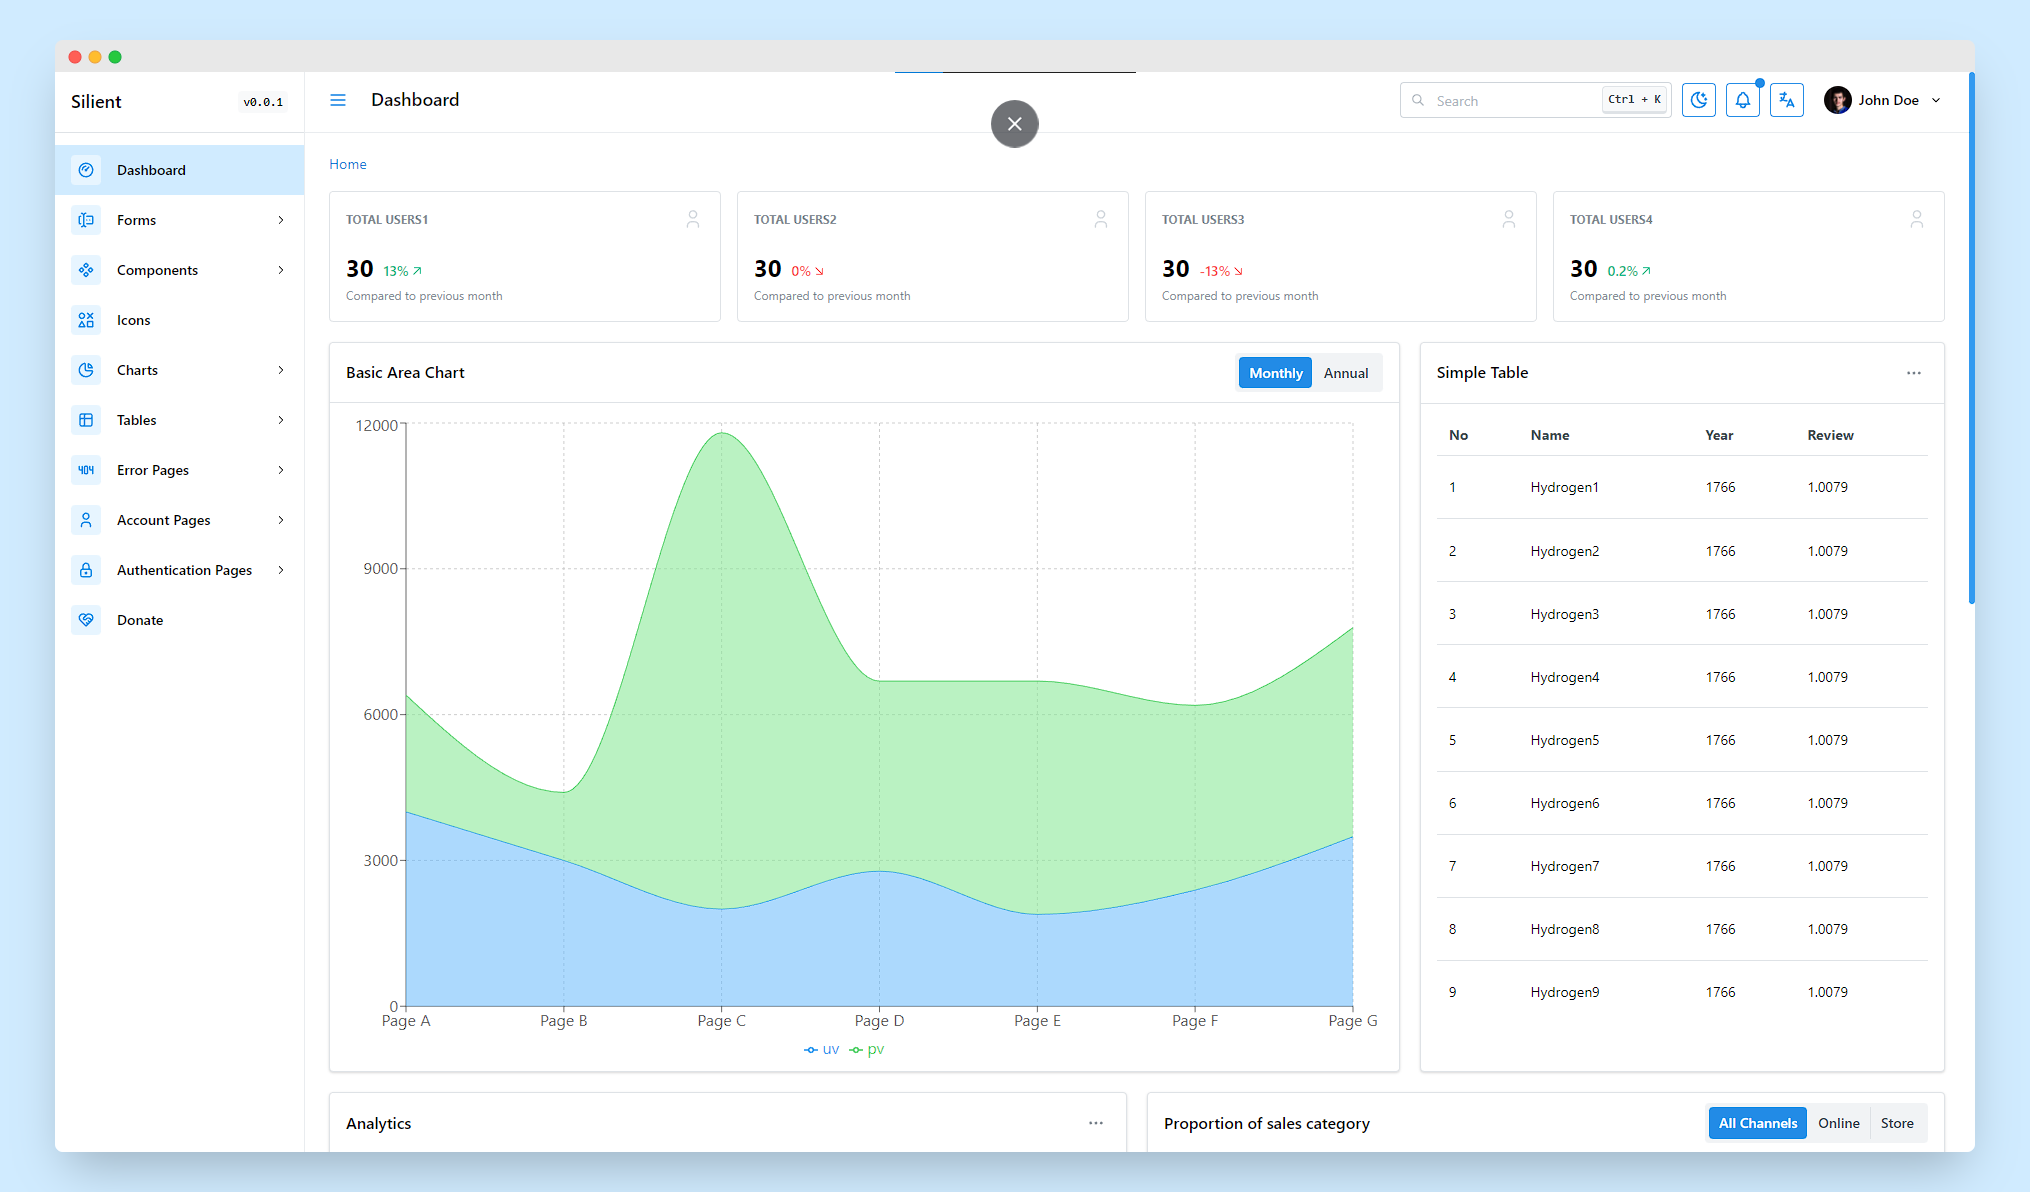 Silient
v0.0.1
Dashboard
Search
Ctrl + K
John Doe
Dashboard
Forms
Components
Icons
Charts
Tables
404
Error Pages
Account Pages
Authentication Pages
Donate
Home
TOTAL USERS1
30 13%
Compared to previous month
TOTAL USERS2
30 0%
Compared to previous month
TOTAL USERS3
30 -13%
Compared to previous month
TOTAL USERS4
30 0.2%
Compared to previous month
Basic Area Chart
Monthly Annual
12000
9000
6000
3000
0
Page A Page B Page C Page D Page E Page F Page G
uv pv
Simple Table
No Name Year Review
1 Hydrogen1 1766 1.0079
2 Hydrogen2 1766 1.0079
3 Hydrogen3 1766 1.0079
4 Hydrogen4 1766 1.0079
5 Hydrogen5 1766 1.0079
6 Hydrogen6 1766 1.0079
7 Hydrogen7 1766 1.0079
8 Hydrogen8 1766 1.0079
9 Hydrogen9 1766 1.0079
Analytics
Proportion of sales category
All Channels Online Store